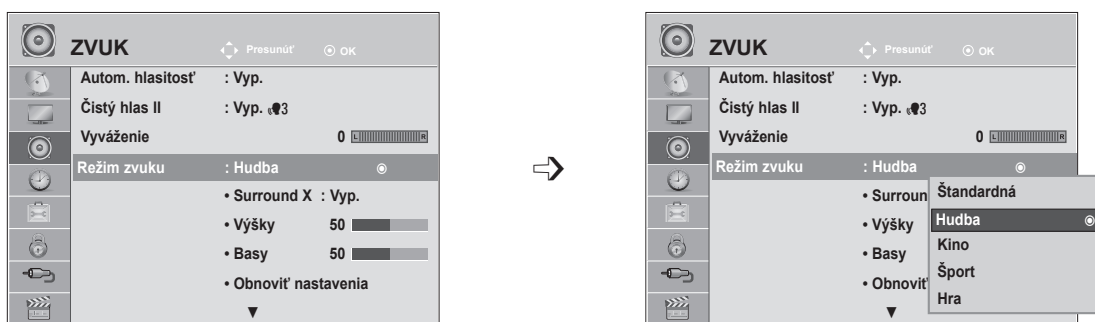 ZVUK
Presunúť
OK
Autom. hlasitosť : Vyp.
Čistý hlas II : Vyp. 3
Vyváženie 0 L R
Režim zvuku : Hudba
• Surround X : Vyp.
• Výšky 50
• Basy 50
• Obnoviť nastavenia
▼
ZVUK
Presunúť
OK
Autom. hlasitosť : Vyp.
Čistý hlas II : Vyp. 3
Vyváženie 0 L R
Režim zvuku : Hudba
• Surroun
• Výšky
• Basy
• Obnoviť
▼
Štandardná
Hudba
Kino
Šport
Hra